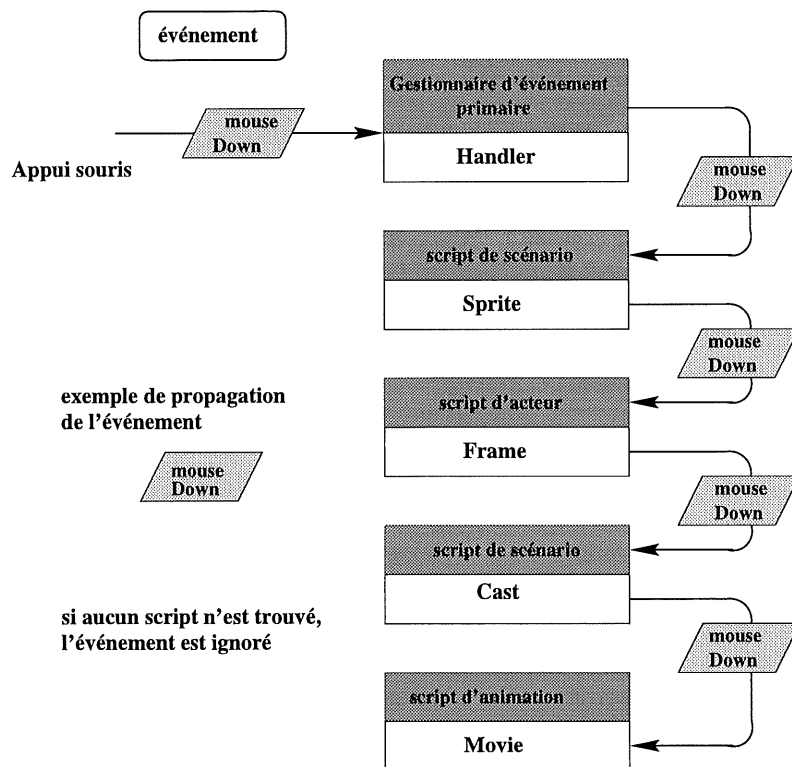 événement
Gestionnaire d'événement
primaire
mouse
Down
Appui souris
Handler
mouse
Down
script de scénario
Sprite
mouse
Down
exemple de propagation
de l'événement
script d'acteur
Frame
mouse
Down
mouse
Down
script de scénario
Cast
si aucun script n'est trouvé,
l'événement est ignoré
mouse
Down
script d'animation
Movie